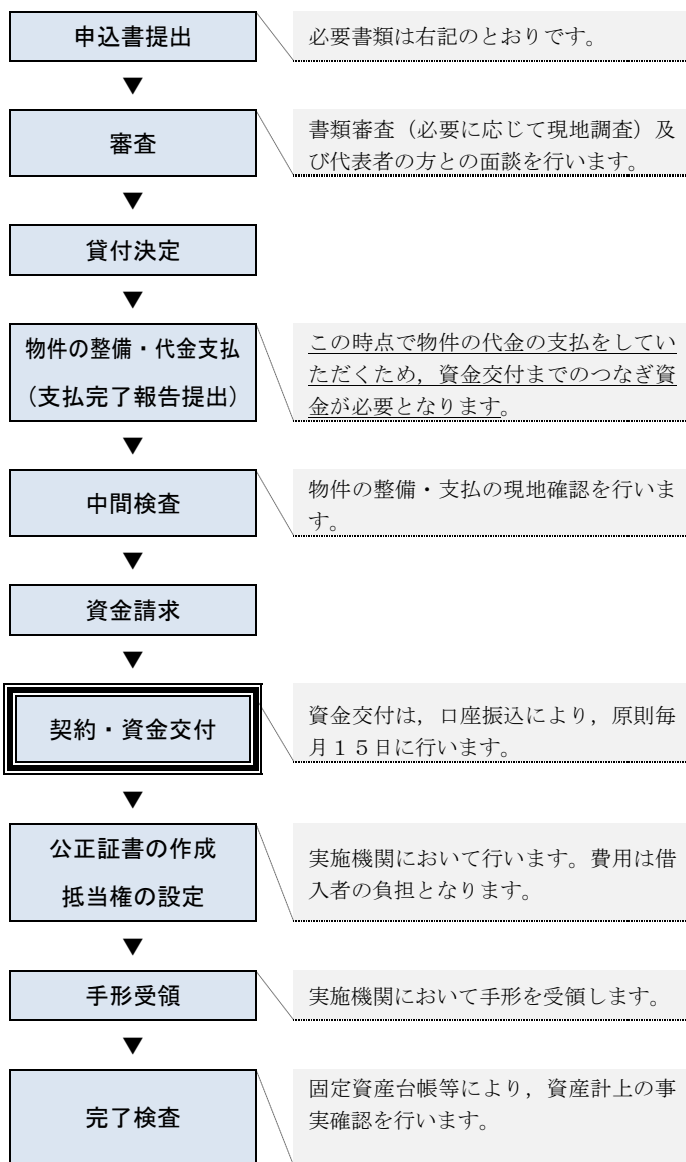 申込書提出
必要書類は右記のとおりです。
▼
審査
書類審査（必要に応じて現地調査）及
び代表者の方との面談を行います。
▼
貸付決定
▼
物件の整備・代金支払
（支払完了報告提出）
この時点で物件の代金の支払をしてい
ただくため，資金交付までのつなぎ資
金が必要となります。
▼
中間検査
物件の整備・支払の現地確認を行いま
す。
▼
資金請求
▼
契約・資金交付
資金交付は，口座振込により，原則毎
月１５日に行います。
▼
公正証書の作成
抵当権の設定
実施機関において行います。費用は借
入者の負担となります。
▼
手形受領
実施機関において手形を受領します。
▼
完了検査
固定資産台帳等により，資産計上の事
実確認を行います。